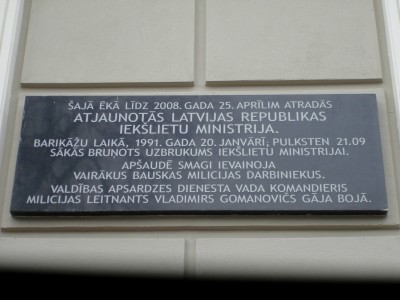 ŠAJĀ ĒKĀ LĪDZ 2008. GADA 25. APRĪLIM ATRADĀS
ATJAUNOTĀS LATVIJAS REPUBLIKAS
IEKŠLIETU MINISTRIJA.
BARIKĀŽU LAIKĀ, 1991. GADA 20. JANVĀRĪ, PULKSTEN 21.09
SĀKĀS BRUŅOTS UZBRUKUMS IEKŠLIETU MINISTRIJAI.
APŠAUDĒ SMAGI IEVAINOJA
VAIRĀKUS BAUSKAS MILICIJAS DARBINIEKUS.
VALDĪBAS APSARDZES DIENESTA VADA KOMANDIERIS
MILICIJAS LEITNANTS VLADIMIRS GOMANOVIČS GĀJA BOJĀ.